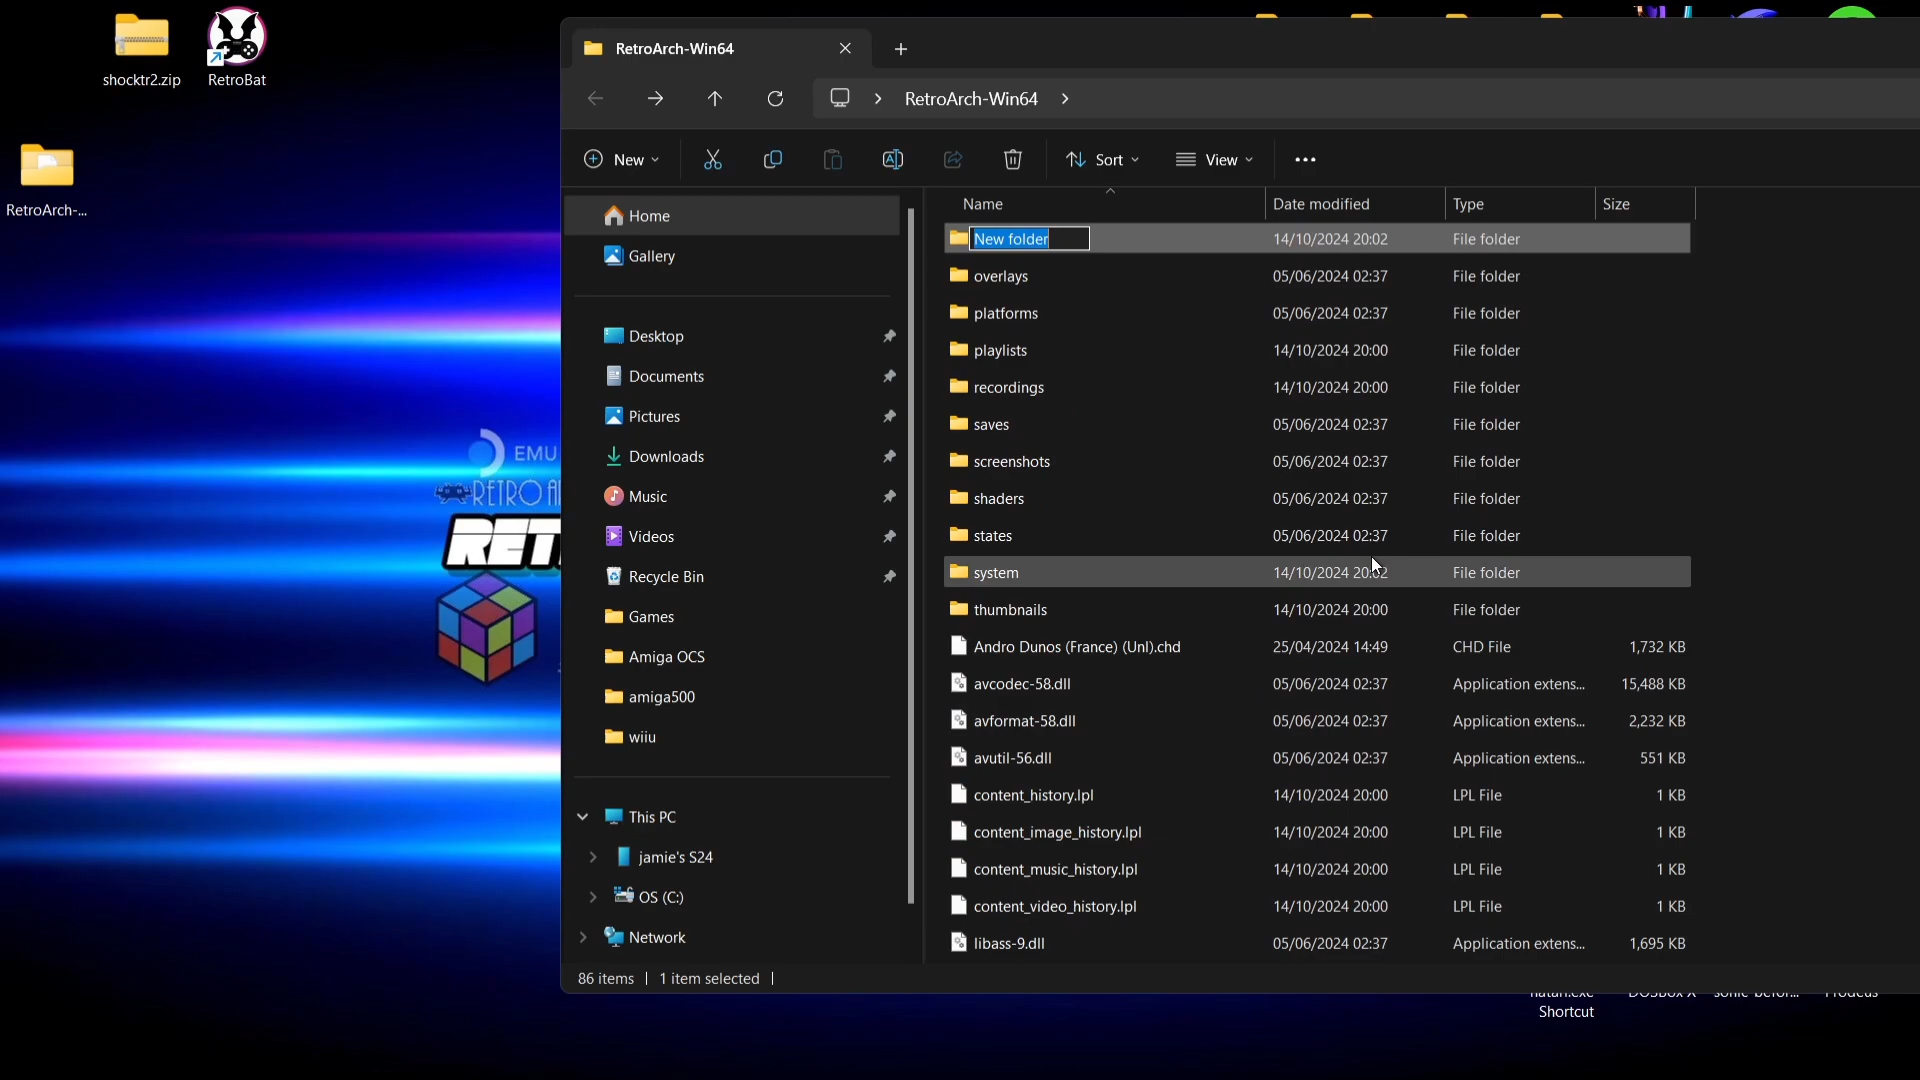 shocktr2.zip
RetroBat
RetroArch-...
EMU
RETRO
RET
RetroArch-Win64
RetroArch-Win64
New
Sort
View
Home
Gallery
Desktop
Documents
Pictures
Downloads
Music
Videos
Recycle Bin
Games
Amiga OCS
amiga500
wiiu
This PC
jamie's S24
OS (C:)
Network
Name Date modified Type Size
New folder 14/10/2024 20:02 File folder
overlays 05/06/2024 02:37 File folder
platforms 05/06/2024 02:37 File folder
playlists 14/10/2024 20:00 File folder
recordings 14/10/2024 20:00 File folder
saves 05/06/2024 02:37 File folder
screenshots 05/06/2024 02:37 File folder
shaders 05/06/2024 02:37 File folder
states 05/06/2024 02:37 File folder
system 14/10/2024 20:02 File folder
thumbnails 14/10/2024 20:00 File folder
Andro Dunos (France) (Unl).chd 25/04/2024 14:49 CHD File 1,732 KB
avcodec-58.dll 05/06/2024 02:37 Application extens... 15,488 KB
avformat-58.dll 05/06/2024 02:37 Application extens... 2,232 KB
avutil-56.dll 05/06/2024 02:37 Application extens... 551 KB
content_history.lpl 14/10/2024 20:00 LPL File 1 KB
content_image_history.lpl 14/10/2024 20:00 LPL File 1 KB
content_music_history.lpl 14/10/2024 20:00 LPL File 1 KB
content_video_history.lpl 14/10/2024 20:00 LPL File 1 KB
libass-9.dll 05/06/2024 02:37 Application extens... 1,695 KB
86 items 1 item selected
Shortcut